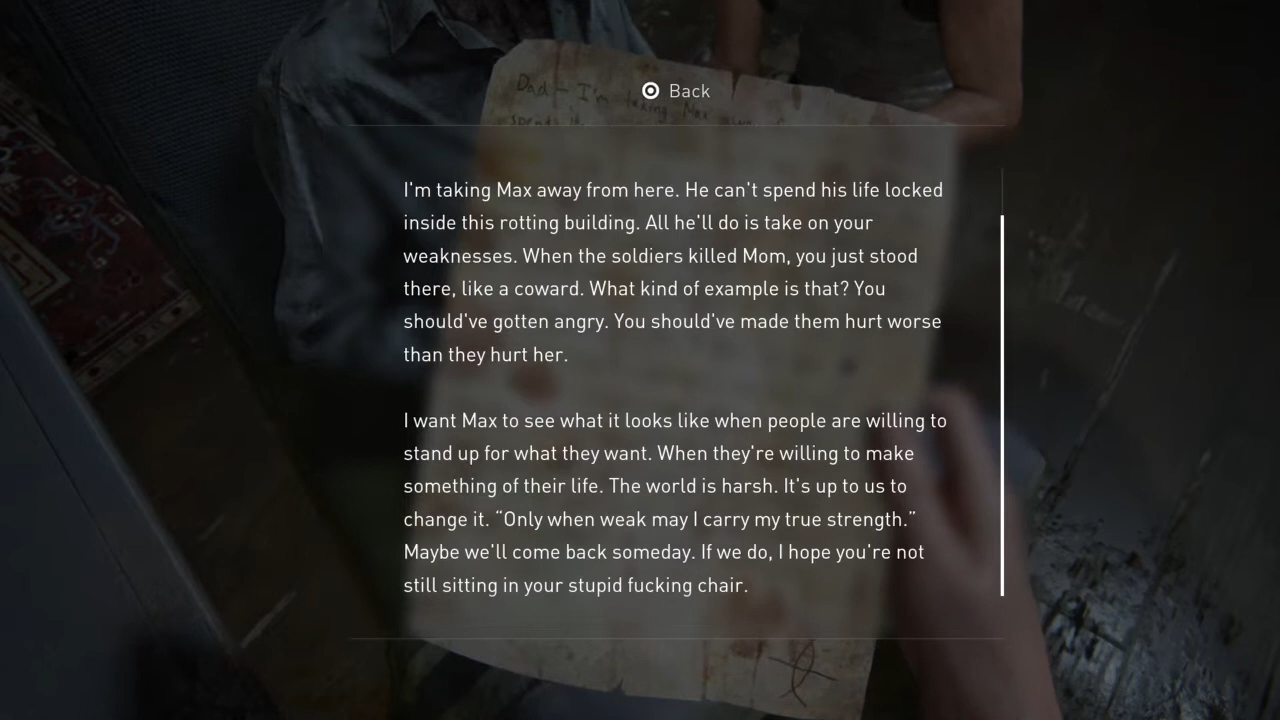 Back
Dad - I'm taking Max
I'm taking Max away from here. He can't spend his life locked
inside this rotting building. All he'll do is take on your
weaknesses. When the soldiers killed Mom, you just stood
there, like a coward. What kind of example is that? You
should've gotten angry. You should've made them hurt worse
than they hurt her.
I want Max to see what it looks like when people are willing to
stand up for what they want. When they're willing to make
something of their life. The world is harsh. It's up to us to
change it. “Only when weak may I carry my true strength.”
Maybe we'll come back someday. If we do, I hope you're not
still sitting in your stupid fucking chair.